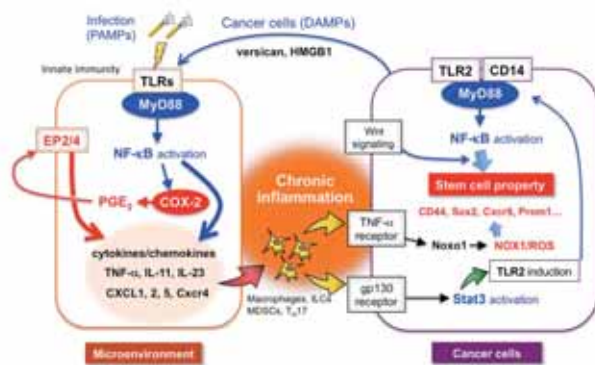 Infection
(PAMPs)
Cancer cells (DAMPs)
versican, HMGB1
Innate Immunity
TLRs
MyD88
NF-κB activation
EP2/4
PGE2
COX-2
cytokines/chemokines
TNF-α, IL-11, IL-23
CXCL1, 2, 5, Cxcr4
Microenvironment
Chronic
inflammation
Macrophages, ILC4
MDSCs, TH17
TLR2
CD14
MyD88
NF-κB activation
Wnt
signaling
Stem cell property
CD44, Sox2, Cxcr6, Prom1...
TNF-α
receptor
Noxo1
NOX1/ROS
TLR2 induction
gp130
receptor
Stat3 activation
Cancer cells